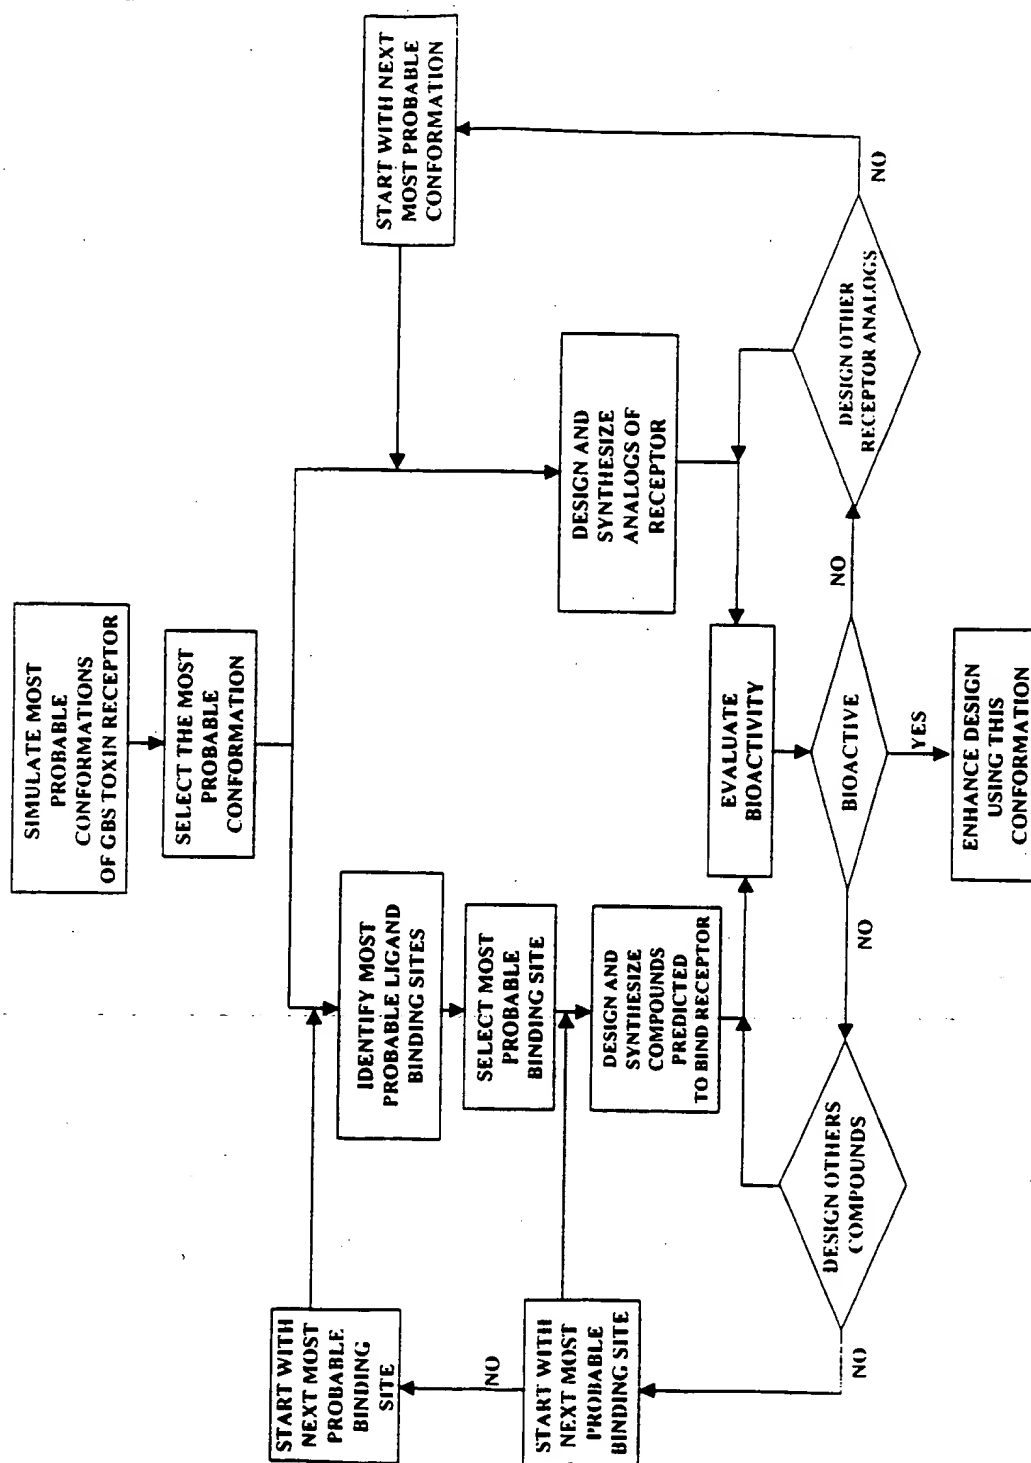 SIMULATE MOST
PROBABLE
CONFORMATIONS
OF GBS TOXIN RECEPTOR
SELECT THE MOST
PROBABLE
CONFORMATION
START WITH NEXT
MOST PROBABLE
CONFORMATION
START WITH
NEXT MOST
PROBABLE
BINDING
SITE
IDENTIFY MOST
PROBABLE LIGAND
BINDING SITES
NO
SELECT MOST
PROBABLE
BINDING SITE
START WITH
NEXT MOST
PROBABLE
BINDING SITE
DESIGN AND
SYNTHESIZE
COMPOUNDS
PREDICTED
TO BIND RECEPTOR
DESIGN AND
SYNTHESIZE
ANALOGS OF
RECEPTOR
EVALUATE
BIOACTIVITY
DESIGN OTHERS
COMPOUNDS
NO
NO
BIOACTIVE
NO
DESIGN OTHER
RECEPTOR ANALOGS
NO
YES
ENHANCE DESIGN
USING THIS
CONFORMATION